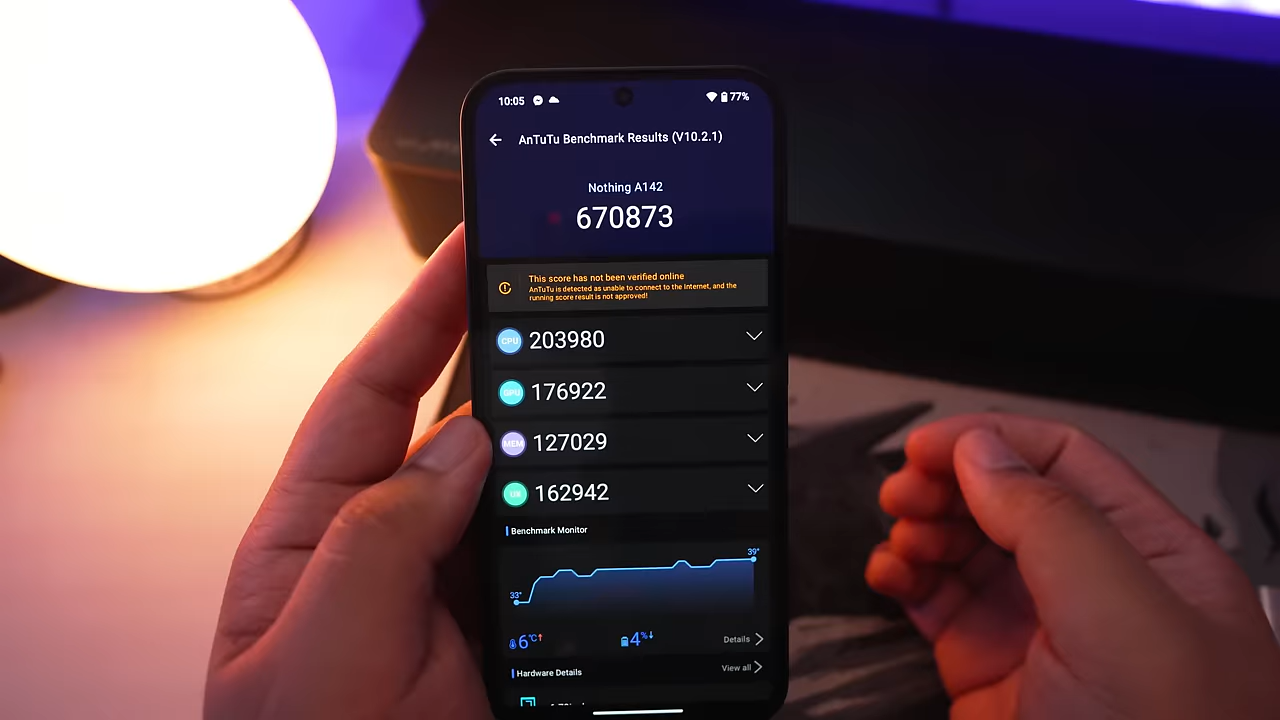 10:05 77%
AnTuTu Benchmark Results (V10.2.1)
Nothing A142
670873
This score has not been verified online
AnTuTu is detected as unable to connect to the Internet, and the
running score result is not approved!
CPU 203980
GPU 176922
MEM 127029
UX 162942
Benchmark Monitor
39°
33°
6°C↑ 4%↓ Details
Hardware Details View all